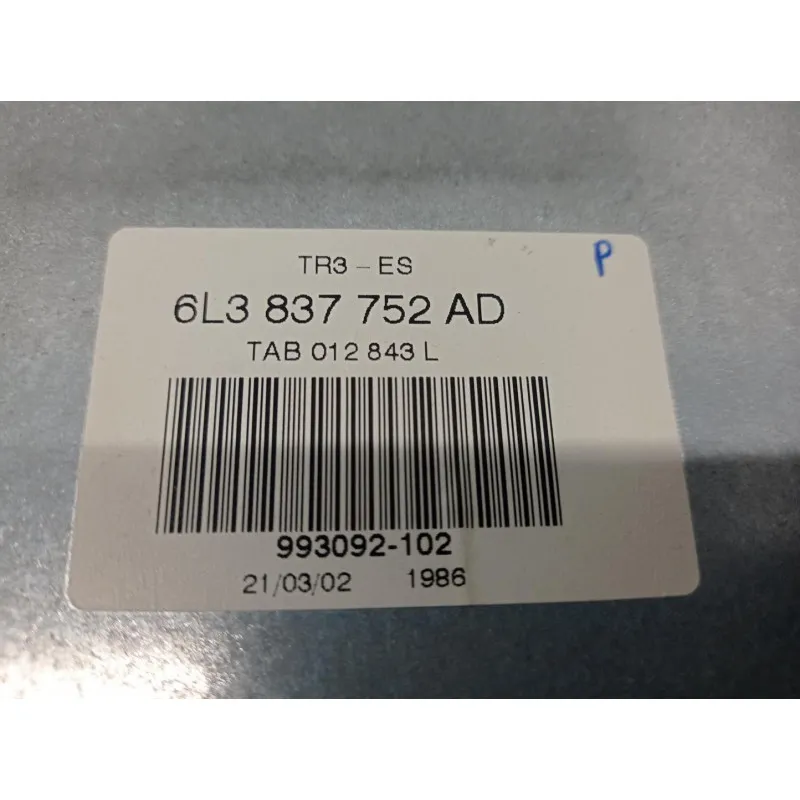 P
TR3 - ES
6L3 837 752 AD
TAB 012 843 L
993092-102
21/03/02 1986